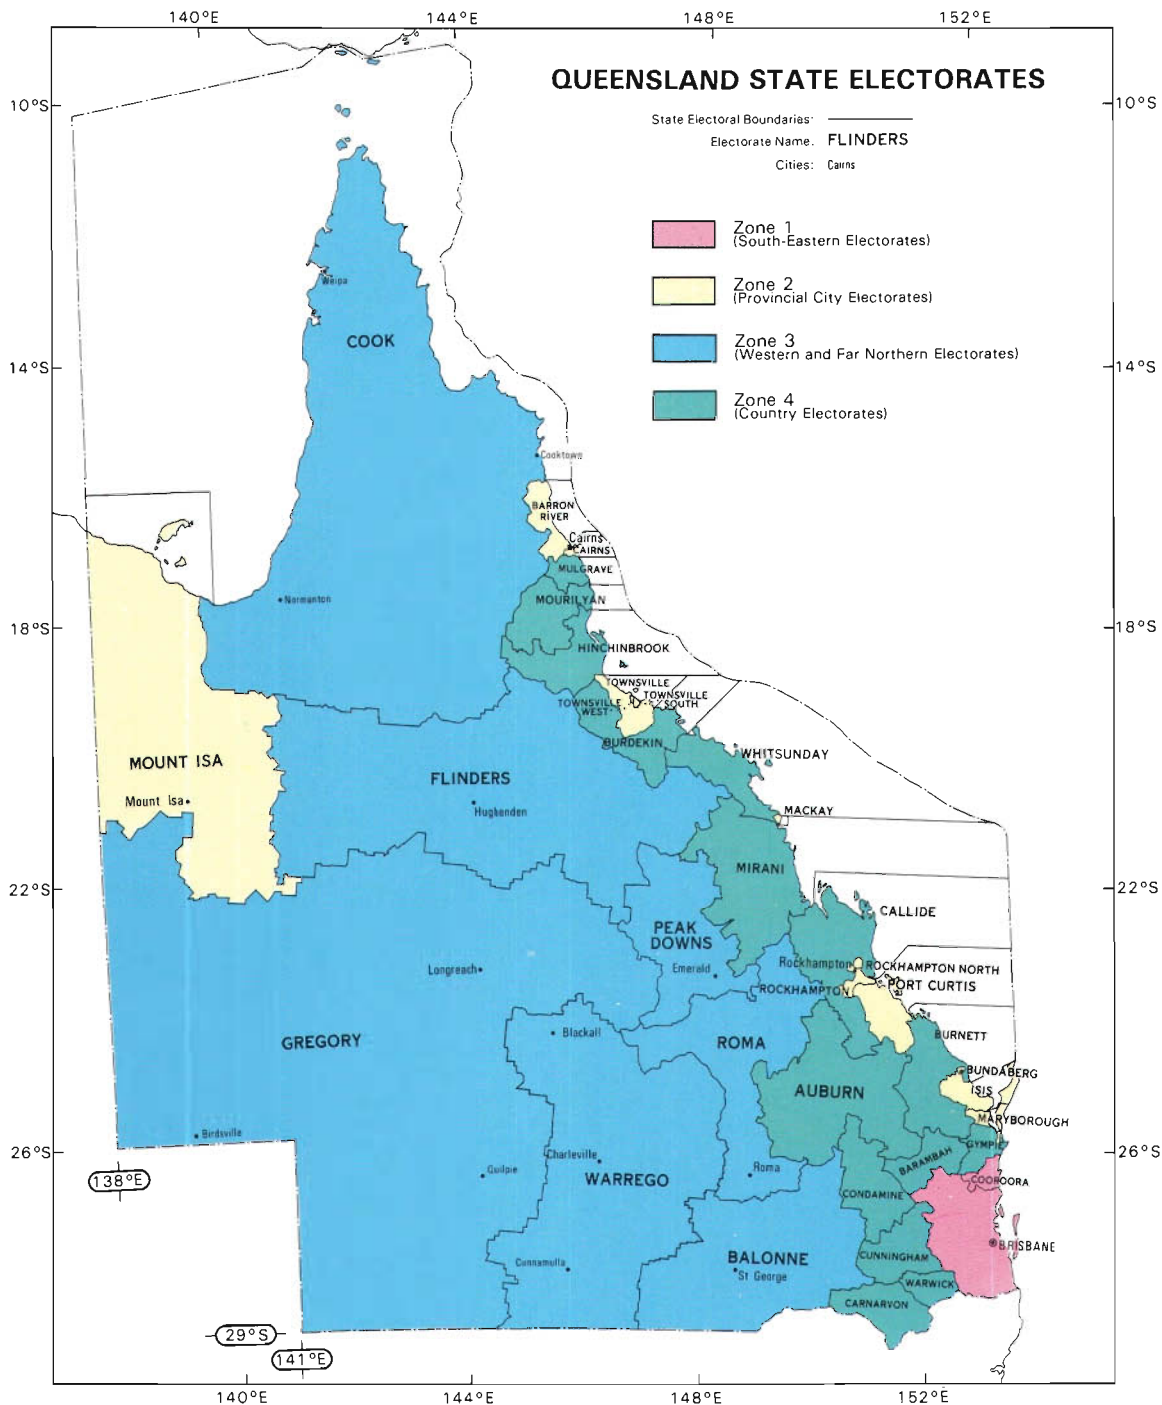 140°E 144°E 148°E 152°E
QUEENSLAND STATE ELECTORATES
10°S
10°S
State Electoral Boundaries:
Electorate Name. FLINDERS
Cities: Cairns
Zone 1
(South-Eastern Electorates)
Zone 2
(Provincial City Electorates)
Zone 3
(Western and Far Northern Electorates)
Zone 4
(Country Electorates)
Weipa
COOK
14°S
14°S
Cooktown
BARRON
RIVER
Cairns
CAIRNS
MULGRAVE
Normanton
MOURILYAN
18°S
18°S
HINCHINBROOK
TOWNSVILLE
TOWNSVILLE
SOUTH
TOWNSVILLE
WEST
BURDEKIN
WHITSUNDAY
MOUNT ISA
Mount Isa
FLINDERS
Hughenden
MACKAY
MIRANI
22°S
22°S
CALLIDE
PEAK
DOWNS
Longreach
Emerald
Rockhampton
ROCKHAMPTON NORTH
PORT CURTIS
ROCKHAMPTON
GREGORY
Blackall
ROMA
BURNETT
BUNDABERG
ISIS
AUBURN
MARYBOROUGH
Birdsville
GYMPIE
26°S
26°S
Charleville
BARAMBAH
Quilpie
Roma
138°E
WARREGO
COOROORA
CONDAMINE
BRISBANE
BALONNE
CUNNINGHAM
Cunnamulla
St George
WARWICK
CARNARVON
29°S
141°E
140°E 144°E 148°E 152°E